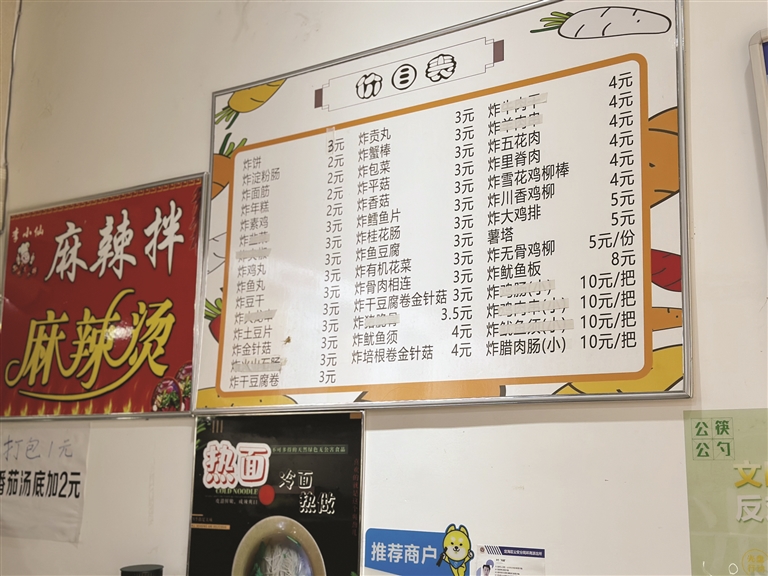 价目表
炸饼 3元
炸淀粉肠 2元
炸面筋 2元
炸年糕 2元
炸素鸡 2元
炸
3元
炸鸡丸 3元
炸鱼丸 3元
炸豆干 3元
3元
炸土豆片 3元
炸金针菇 3元
3元
炸干豆腐卷 3元
炸贡丸 3元
炸蟹棒 3元
炸包菜 3元
炸平菇 3元
炸香菇 3元
炸鳕鱼片 3元
炸桂花肠 3元
炸鱼豆腐 3元
炸有机花菜 3元
炸骨肉相连 3元
炸干豆腐卷金针菇 3元
炸 3.5元
炸鱿鱼须 4元
炸培根卷金针菇 4元
炸 4元
炸 4元
炸五花肉 4元
炸里脊肉 4元
炸雪花鸡柳棒 4元
炸川香鸡柳 4元
炸大鸡排 5元
薯塔 5元
炸无骨鸡柳 5元/份
炸鱿鱼板 8元
炸 10元/把
炸 10元/把
炸 10元/把
炸腊肉肠(小) 10元/把
李小仙
麻辣拌
麻辣烫
打包1元
番茄汤底加2元
热面
COLD NOODLE
冷面
热做
推荐商户
公筷
公勺